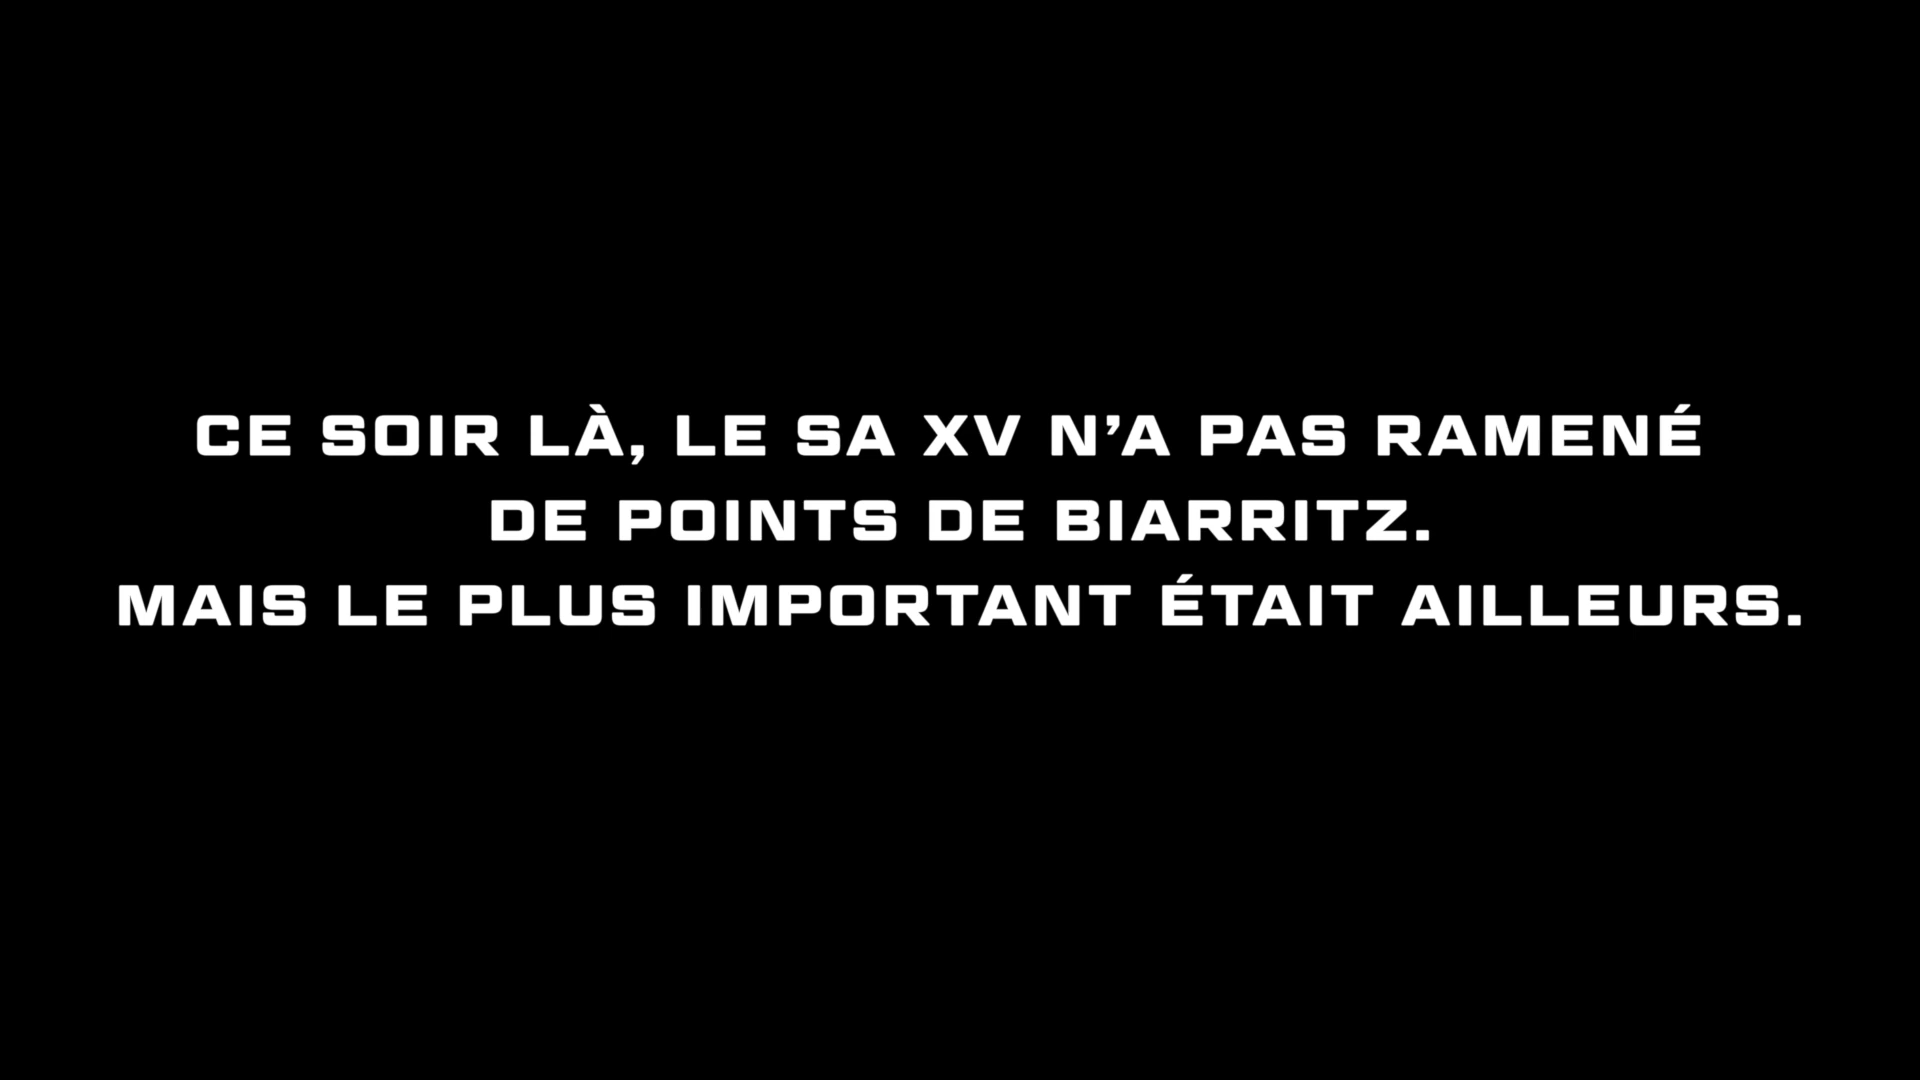 CE SOIR LÀ, LE SA XV N’A PAS RAMENÉ
DE POINTS DE BIARRITZ.
MAIS LE PLUS IMPORTANT ÉTAIT AILLEURS.